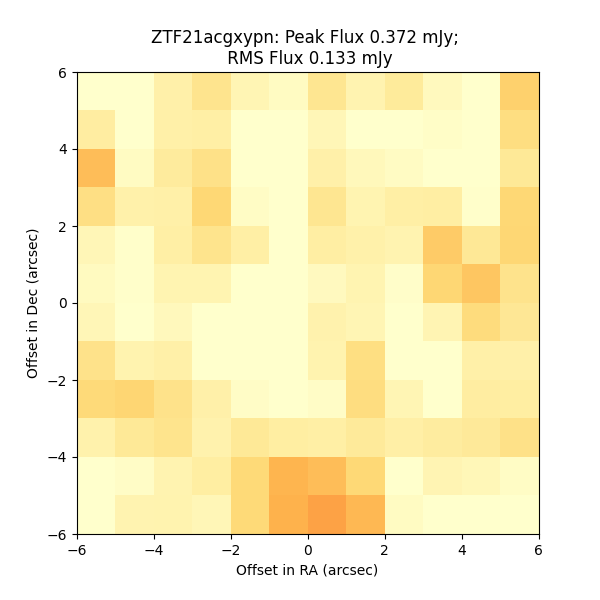 ZTF21acgxypn: Peak Flux 0.372 mJy;
RMS Flux 0.133 mJy
6
4
2
0
−2
−4
−6
Offset in Dec (arcsec)
−6 −4 −2 0 2 4 6
Offset in RA (arcsec)